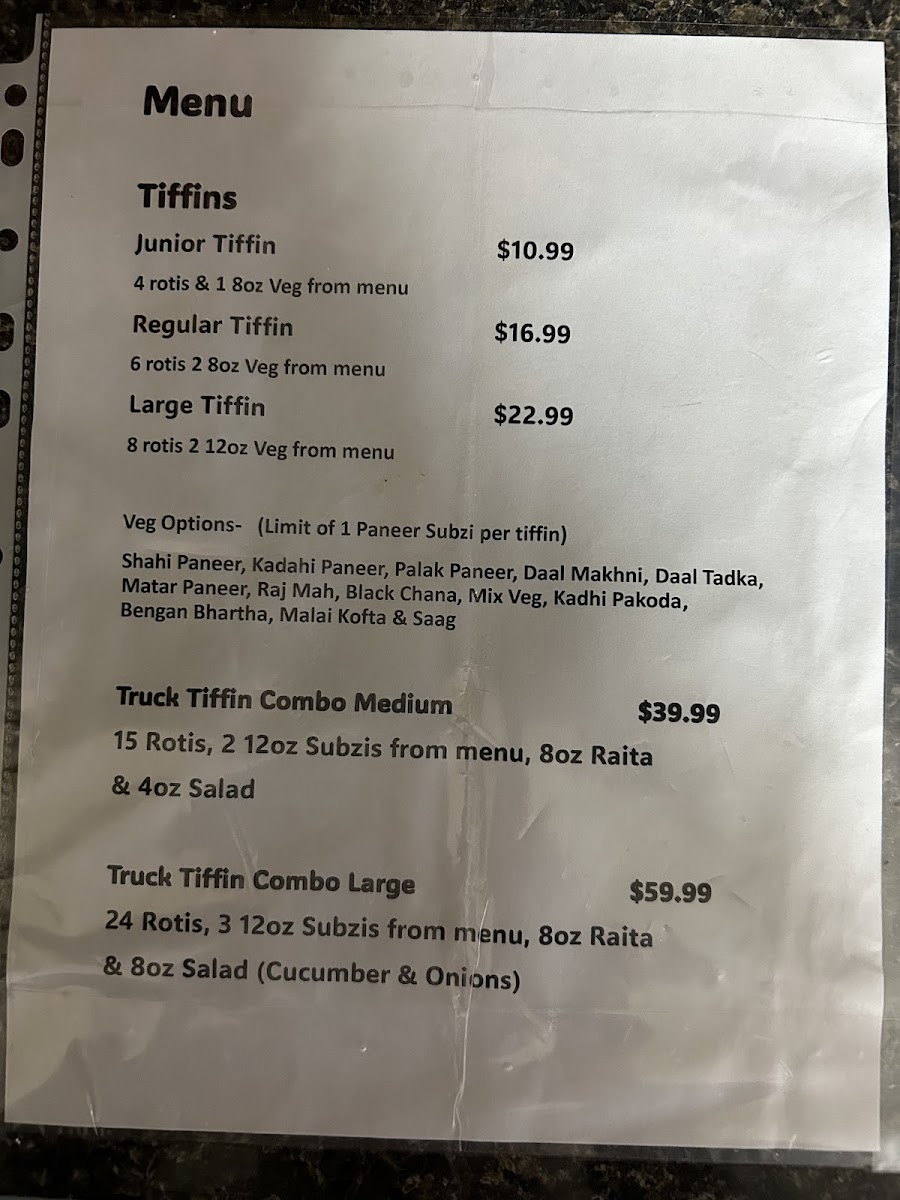 Menu
Tiffins
Junior Tiffin $10.99
4 rotis & 1 8oz Veg from menu
Regular Tiffin $16.99
6 rotis 2 8oz Veg from menu
Large Tiffin $22.99
8 rotis 2 12oz Veg from menu
Veg Options- (Limit of 1 Paneer Subzi per tiffin)
Shahi Paneer, Kadahi Paneer, Palak Paneer, Daal Makhni, Daal Tadka,
Matar Paneer, Raj Mah, Black Chana, Mix Veg, Kadhi Pakoda,
Bengan Bhartha, Malai Kofta & Saag
Truck Tiffin Combo Medium $39.99
15 Rotis, 2 12oz Subzis from menu, 8oz Raita
& 4oz Salad
Truck Tiffin Combo Large $59.99
24 Rotis, 3 12oz Subzis from menu, 8oz Raita
& 8oz Salad (Cucumber & Onions)